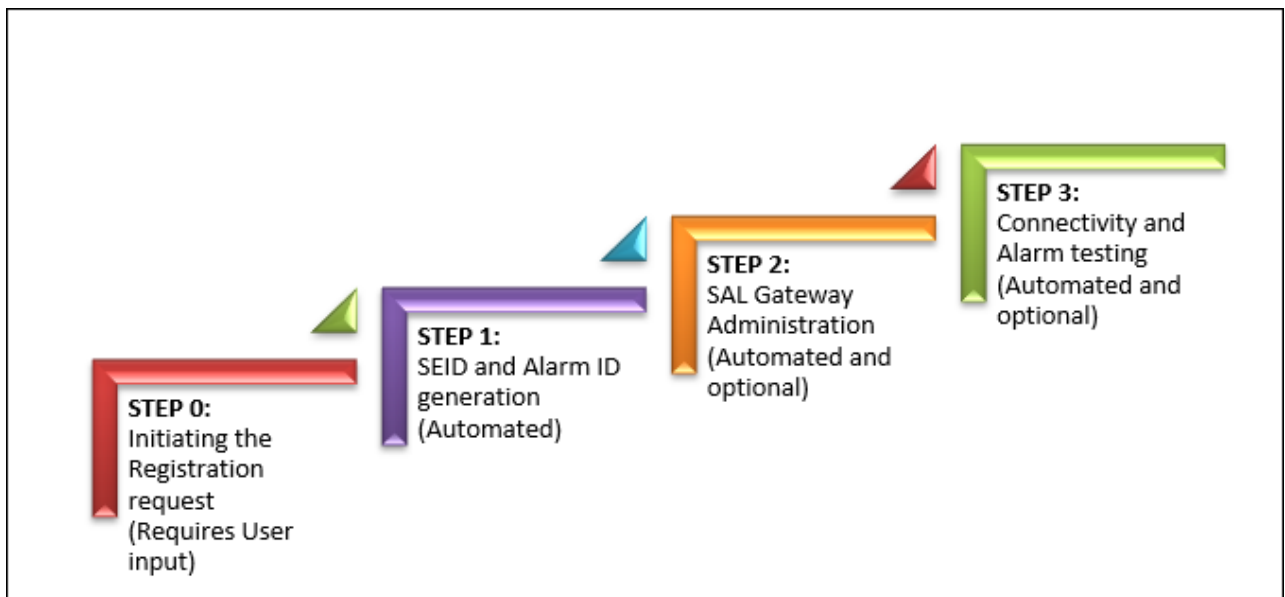 STEP 0:
Initiating the
Registration
request
(Requires User
input)
STEP 1:
SEID and Alarm ID
generation
(Automated)
STEP 2:
SAL Gateway
Administration
(Automated and
optional)
STEP 3:
Connectivity and
Alarm testing
(Automated and
optional)